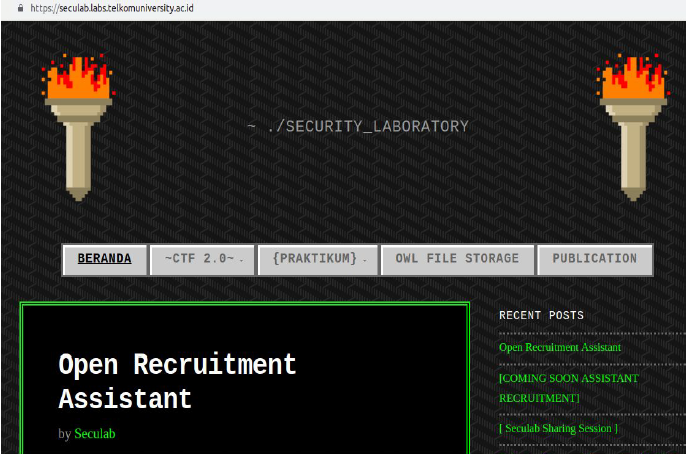 https://seculab.labs.telkomuniversity.ac.id
~ ./SECURITY_LABORATORY
BERANDA
~CTF 2.0~ -
{PRAKTIKUM} -
OWL FILE STORAGE
PUBLICATION
Open Recruitment
Assistant
by Seculab
RECENT POSTS
Open Recruitment Assistant
[COMING SOON ASSISTANT
RECRUITMENT]
[ Seculab Sharing Session ]